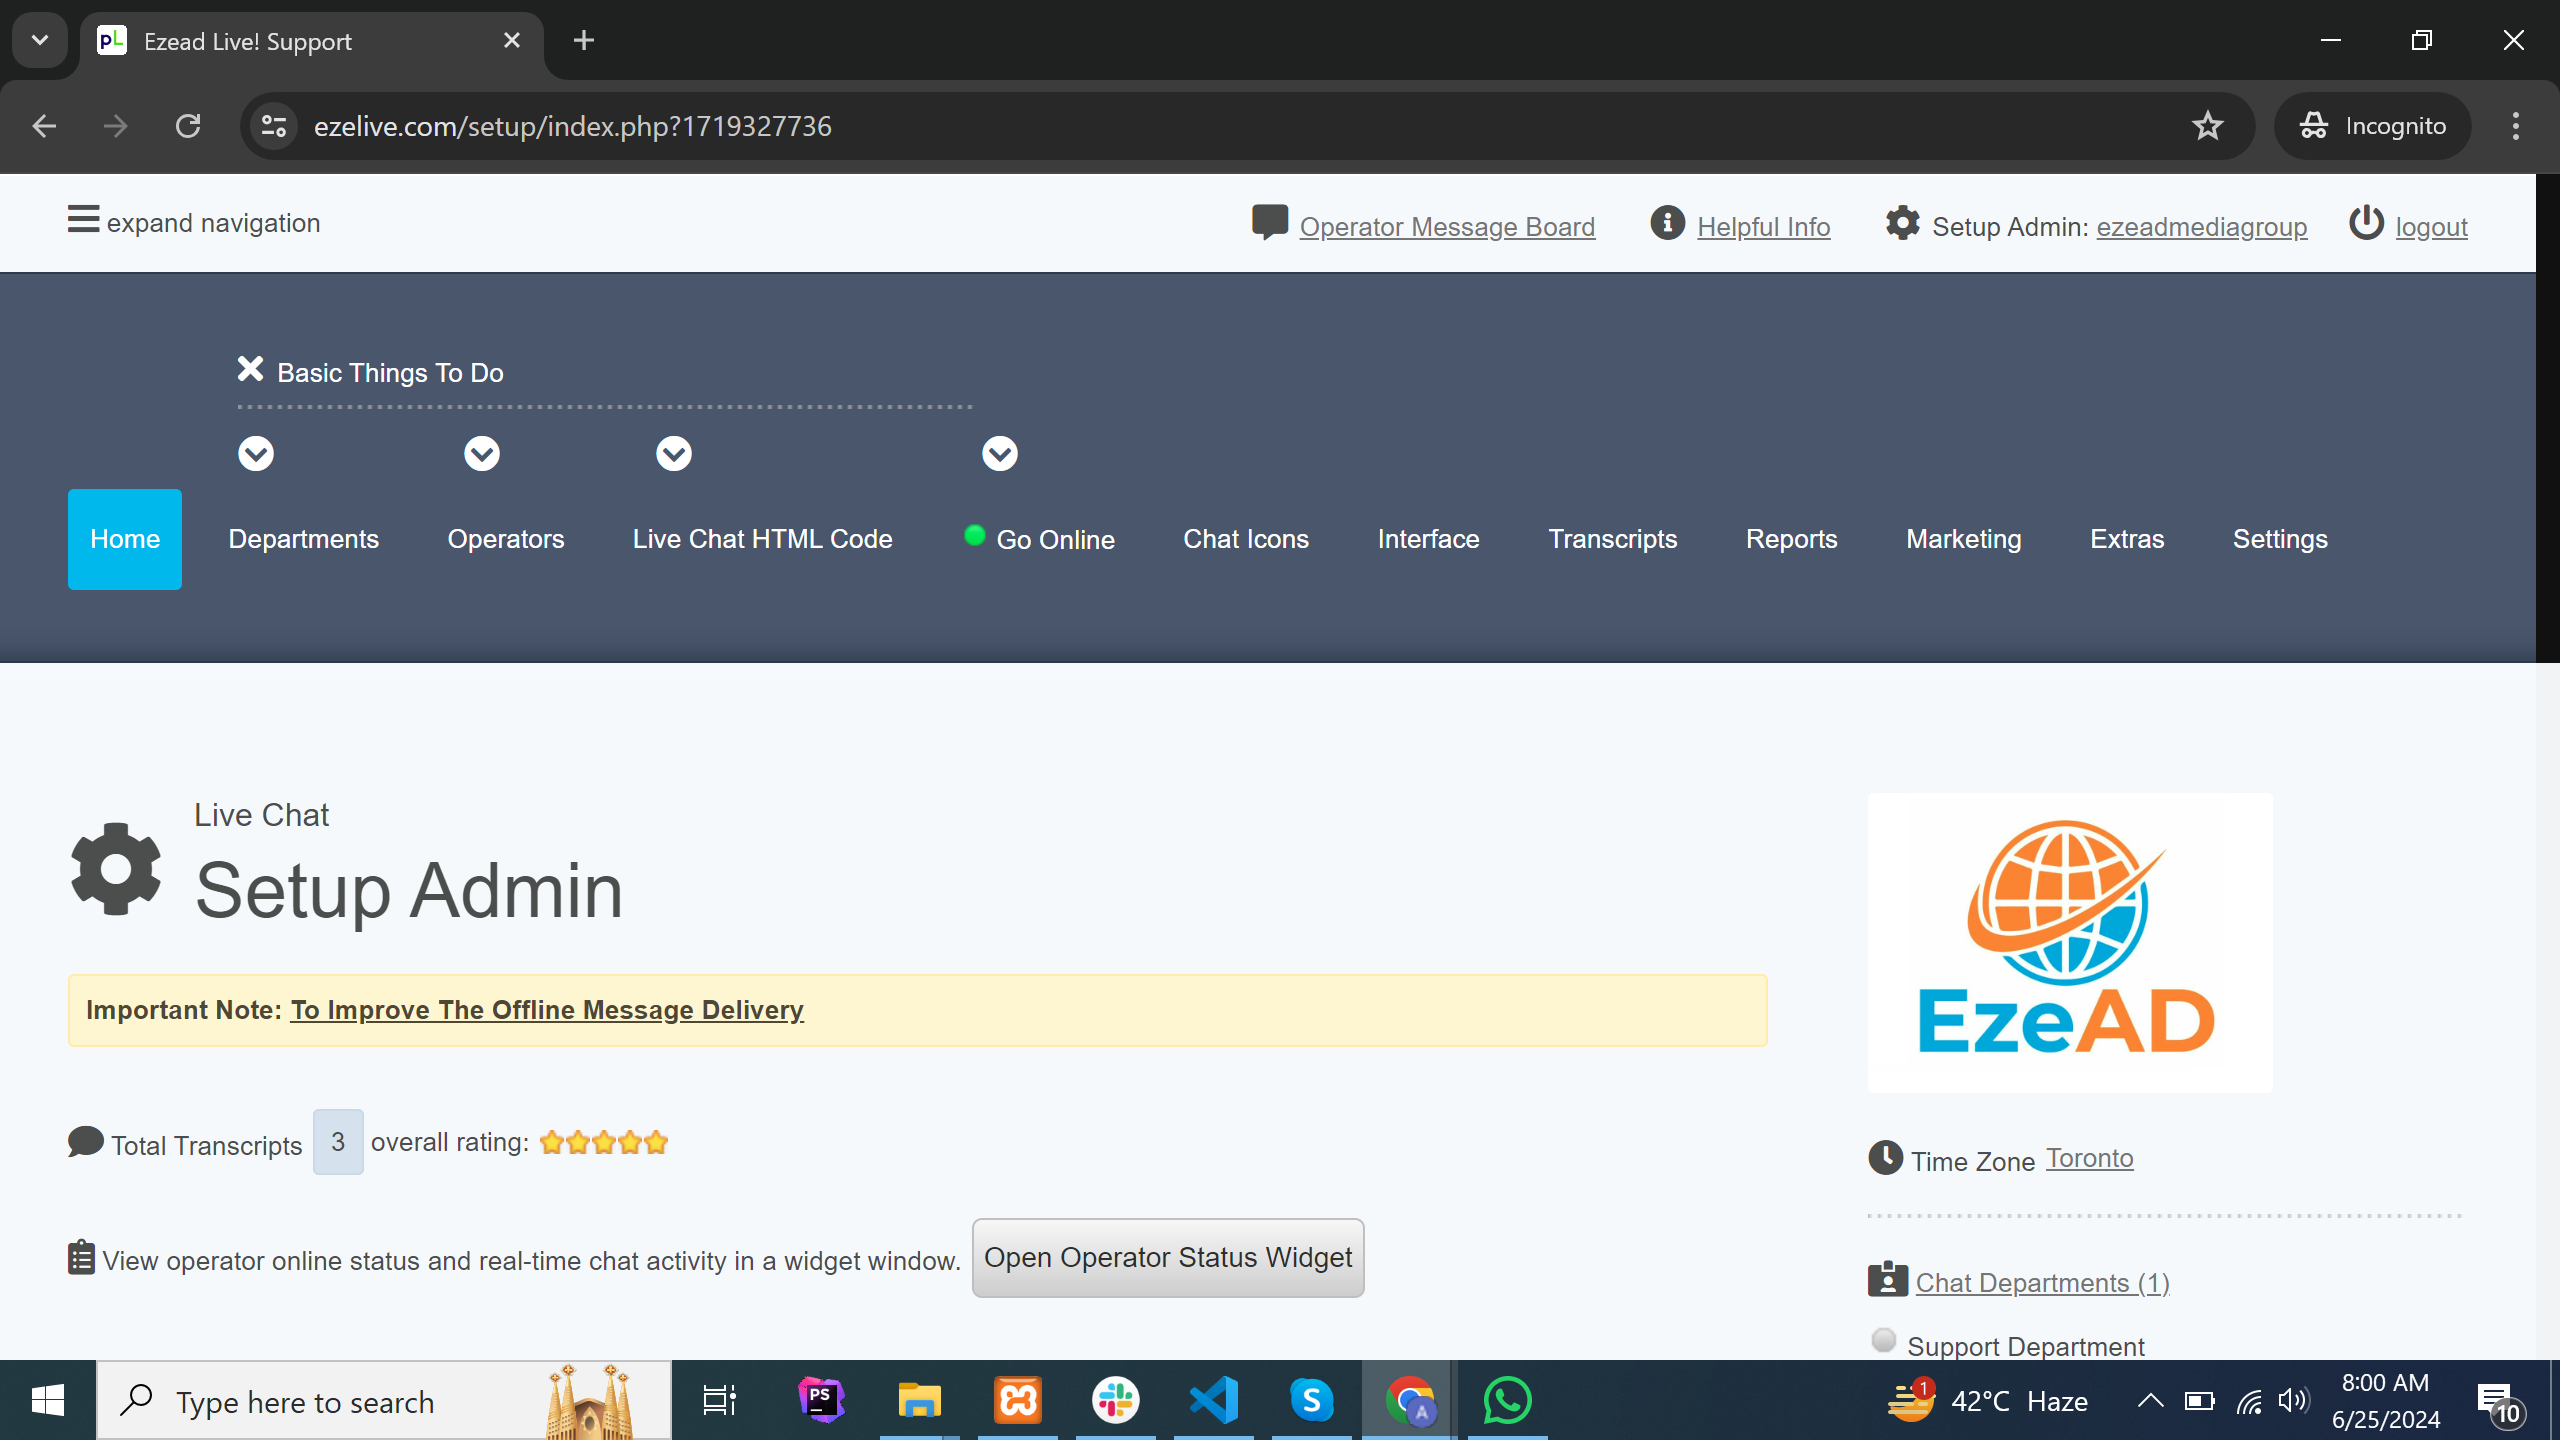 pL Ezead Live! Support
ezelive.com/setup/index.php?1719327736
Incognito
expand navigation
Operator Message Board
Helpful Info
Setup Admin: ezeadmediagroup
logout
Basic Things To Do
Home
Departments
Operators
Live Chat HTML Code
Go Online
Chat Icons
Interface
Transcripts
Reports
Marketing
Extras
Settings
Live Chat
Setup Admin
EzeAD
Important Note: To Improve The Offline Message Delivery
Total Transcripts 3 overall rating:
Time Zone Toronto
View operator online status and real-time chat activity in a widget window. Open Operator Status Widget
Chat Departments (1)
Support Department
Type here to search
PS
S
A
1
42°C Haze
8:00 AM
6/25/2024
10